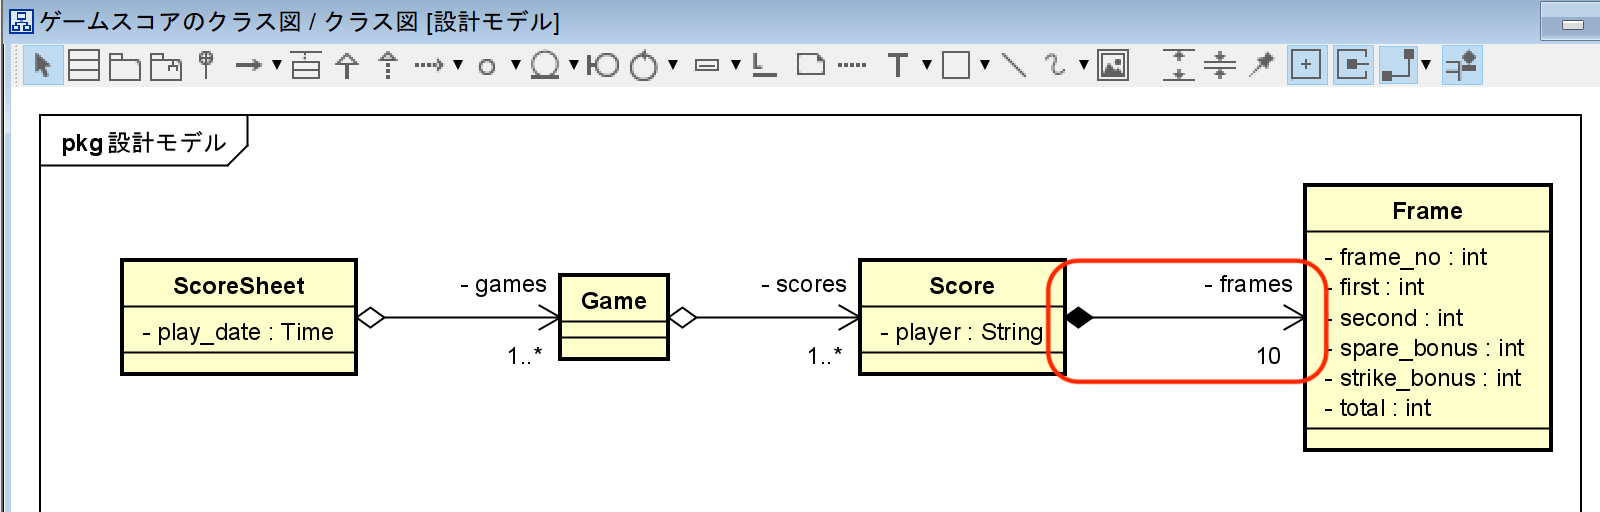 ゲームスコアのクラス図 / クラス図 [設計モデル]
pkg 設計モデル
ScoreSheet
- play_date : Time
- games
1..*
Game
- scores
1..*
Score
- player : String
- frames
10
Frame
- frame_no : int
- first : int
- second : int
- spare_bonus : int
- strike_bonus : int
- total : int